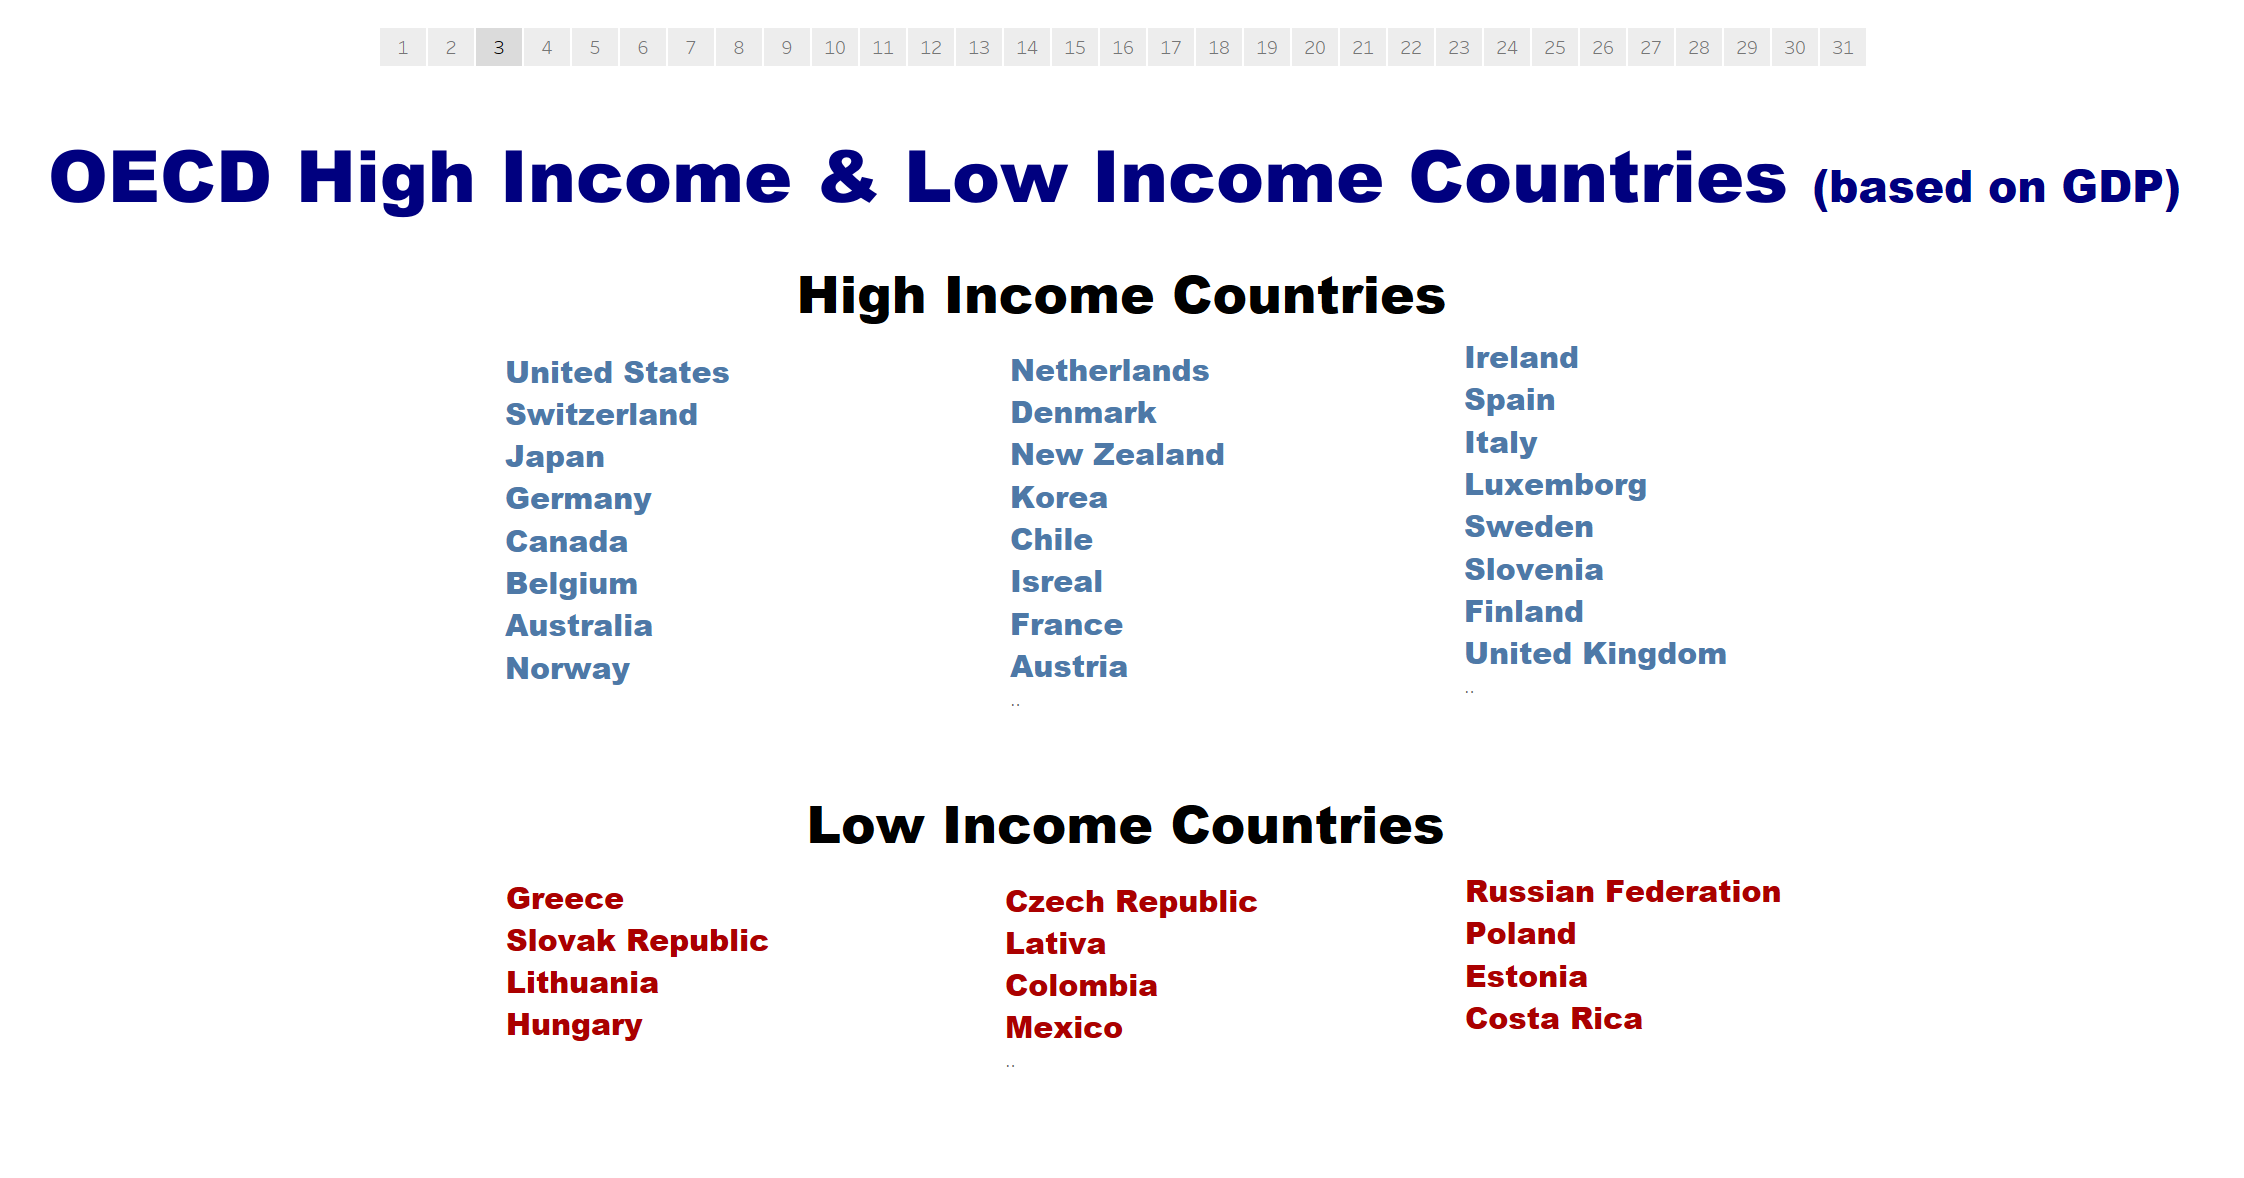 1 2 3 4 5 6 7 8 9 10 11 12 13 14 15 16 17 18 19 20 21 22 23 24 25 26 27 28 29 30 31
OECD High Income & Low Income Countries (based on GDP)
High Income Countries
United States
Switzerland
Japan
Germany
Canada
Belgium
Australia
Norway
Netherlands
Denmark
New Zealand
Korea
Chile
Isreal
France
Austria
..
Ireland
Spain
Italy
Luxemborg
Sweden
Slovenia
Finland
United Kingdom
..
Low Income Countries
Greece
Slovak Republic
Lithuania
Hungary
Czech Republic
Lativa
Colombia
Mexico
..
Russian Federation
Poland
Estonia
Costa Rica